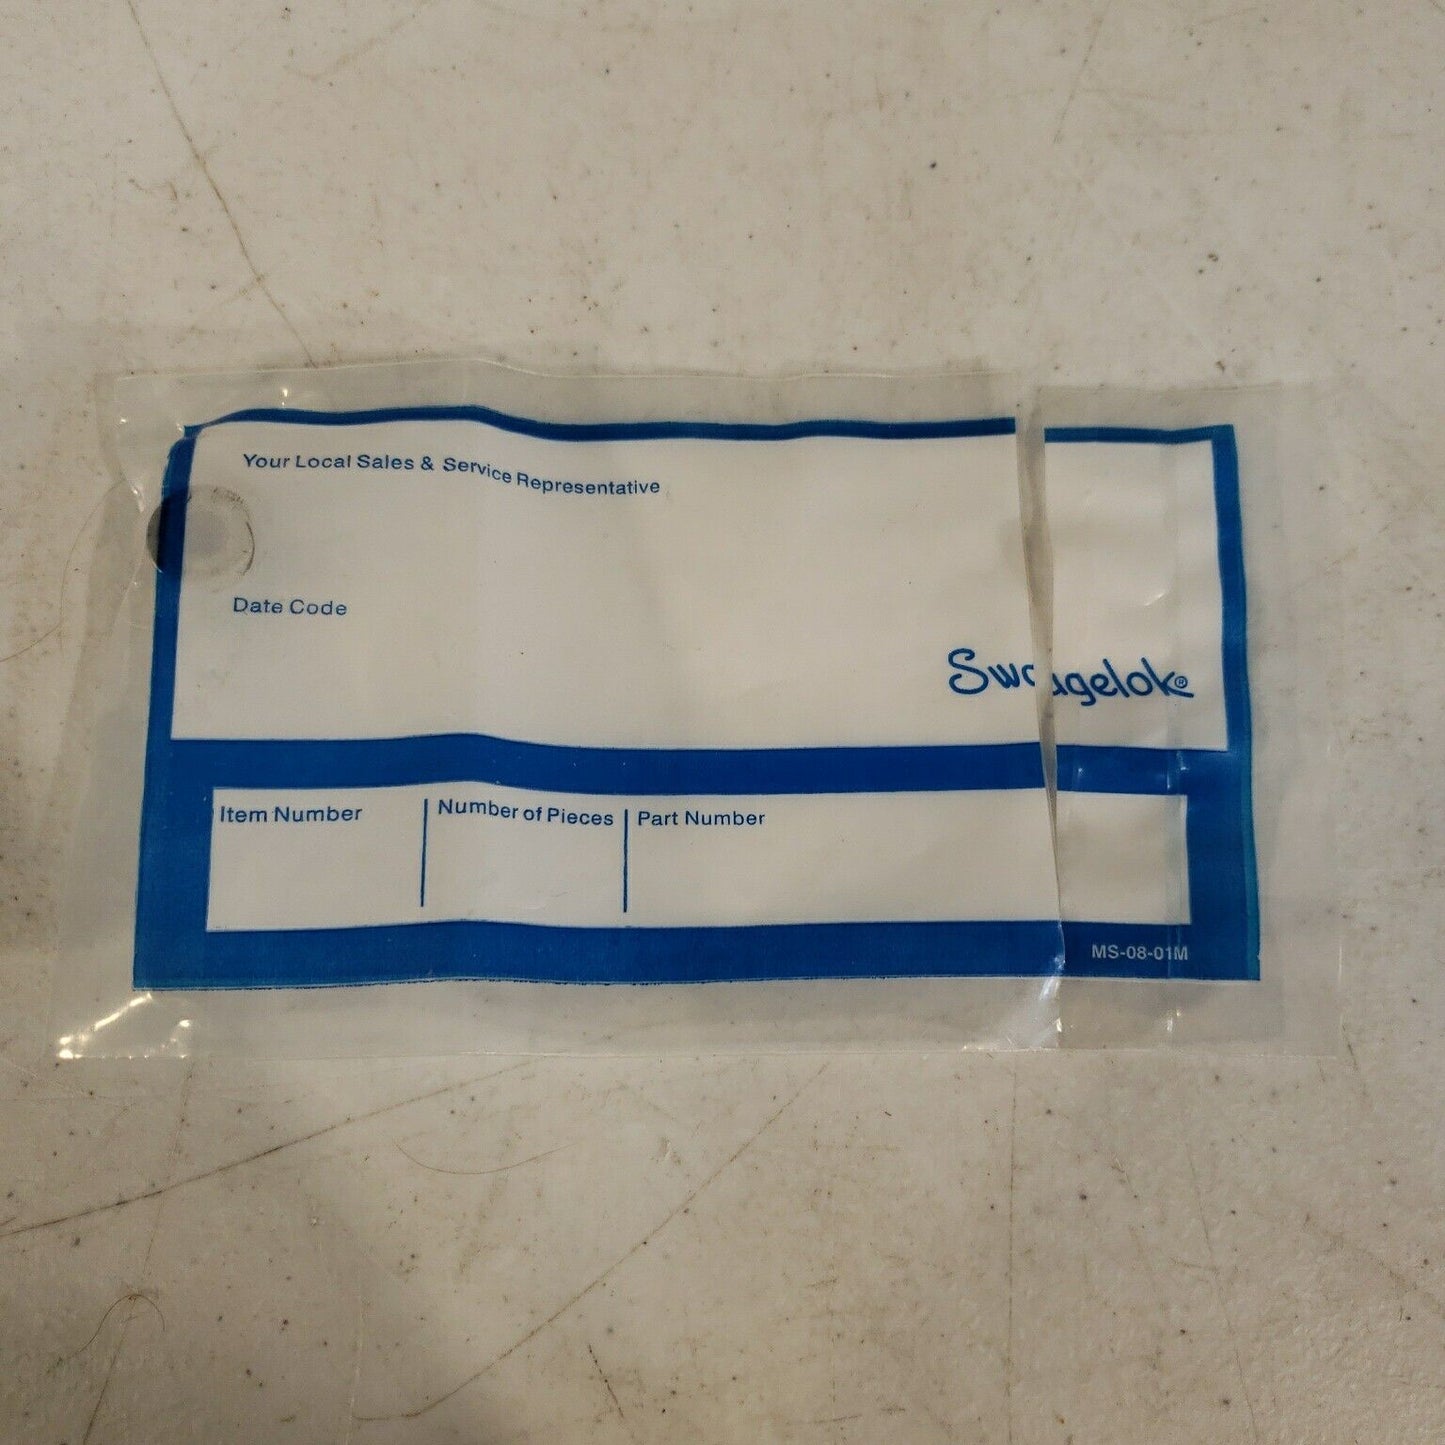 Your Local Sales & Service Representative
Date Code
Swagelok®
Item Number Number of Pieces Part Number
MS-08-01M